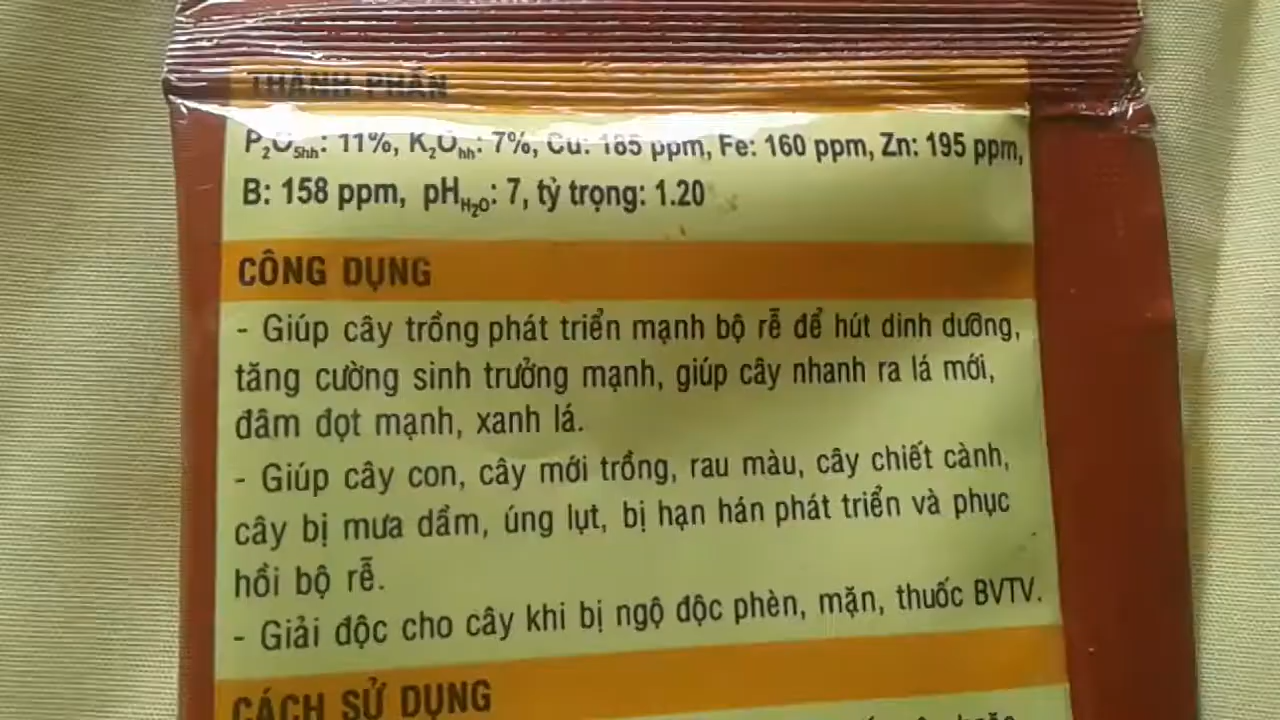 THÀNH PHẦN
P₂O₅hh: 11%, K₂Ohh: 7%, Cu: 185 ppm, Fe: 160 ppm, Zn: 195 ppm,
B: 158 ppm, pHH₂O: 7, tỷ trọng: 1.20
CÔNG DỤNG
- Giúp cây trồng phát triển mạnh bộ rễ để hút dinh dưỡng,
tăng cường sinh trưởng mạnh, giúp cây nhanh ra lá mới,
đâm đọt mạnh, xanh lá.
- Giúp cây con, cây mới trồng, rau màu, cây chiết cành,
cây bị mưa dầm, úng lụt, bị hạn hán phát triển và phục
hồi bộ rễ.
- Giải độc cho cây khi bị ngộ độc phèn, mặn, thuốc BVTV.
CÁCH SỬ DỤNG